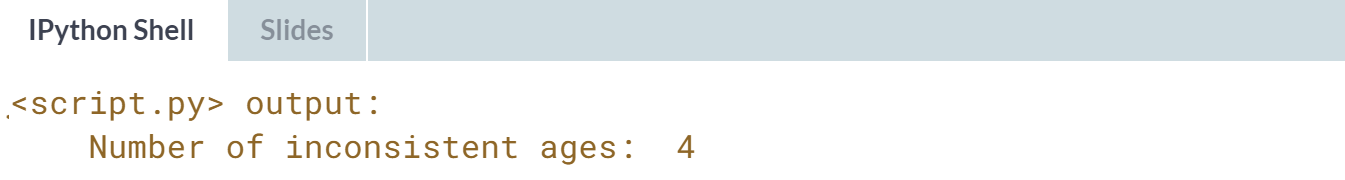 IPython Shell Slides
<script.py> output:
Number of inconsistent ages:  4